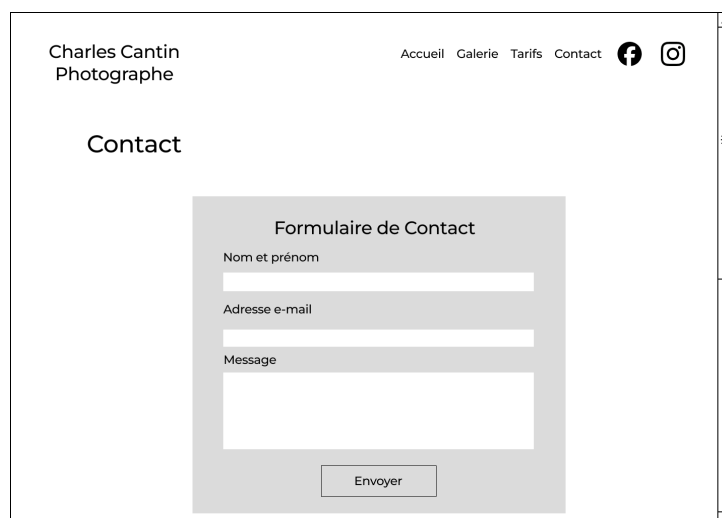 Charles Cantin
Photographe
Accueil Galerie Tarifs Contact
Contact
Formulaire de Contact
Nom et prénom
Adresse e-mail
Message
Envoyer